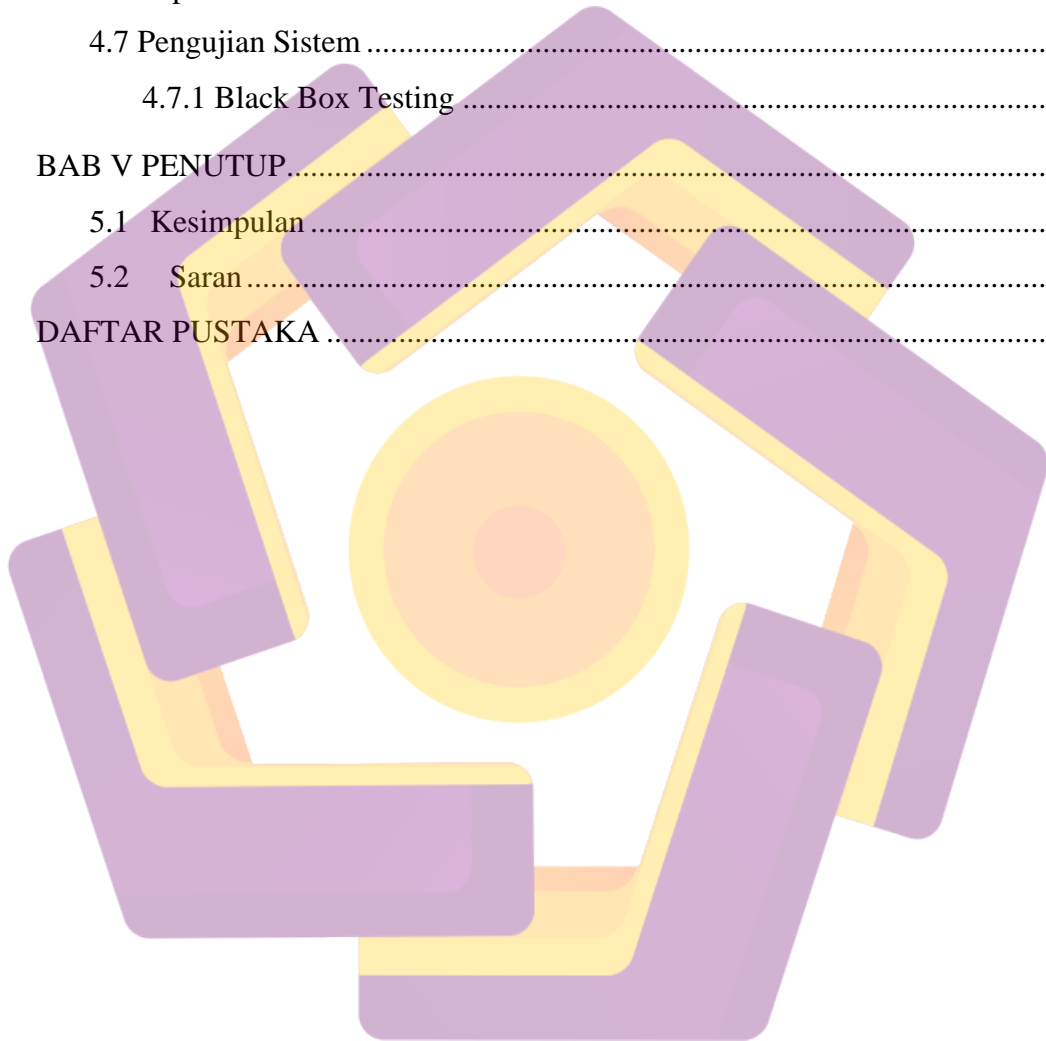 4.7 Pengujian Sistem ..........................................................................................
4.7.1 Black Box Testing ..............................................................................
BAB V PENUTUP..................................................................................................
5.1 Kesimpulan ................................................................................................
5.2 Saran .........................................................................................................
DAFTAR PUSTAKA ...........................................................................................